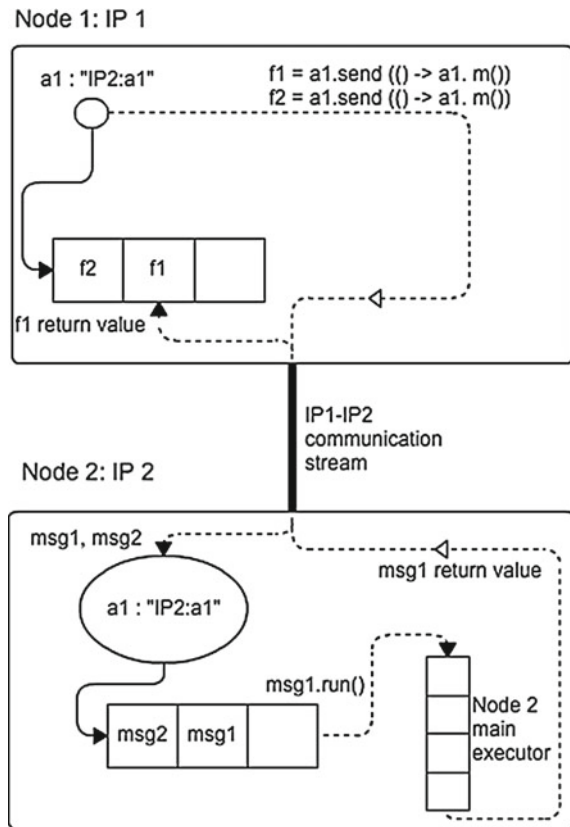 Node 1: IP 1
a1 : "IP2:a1"
f1 = a1.send (() -> a1. m())
f2 = a1.send (() -> a1. m())
f2
f1
f1 return value
IP1-IP2
communication
stream
Node 2: IP 2
msg1, msg2
msg1 return value
a1 : "IP2:a1"
msg1.run()
msg2
msg1
Node 2
main
executor